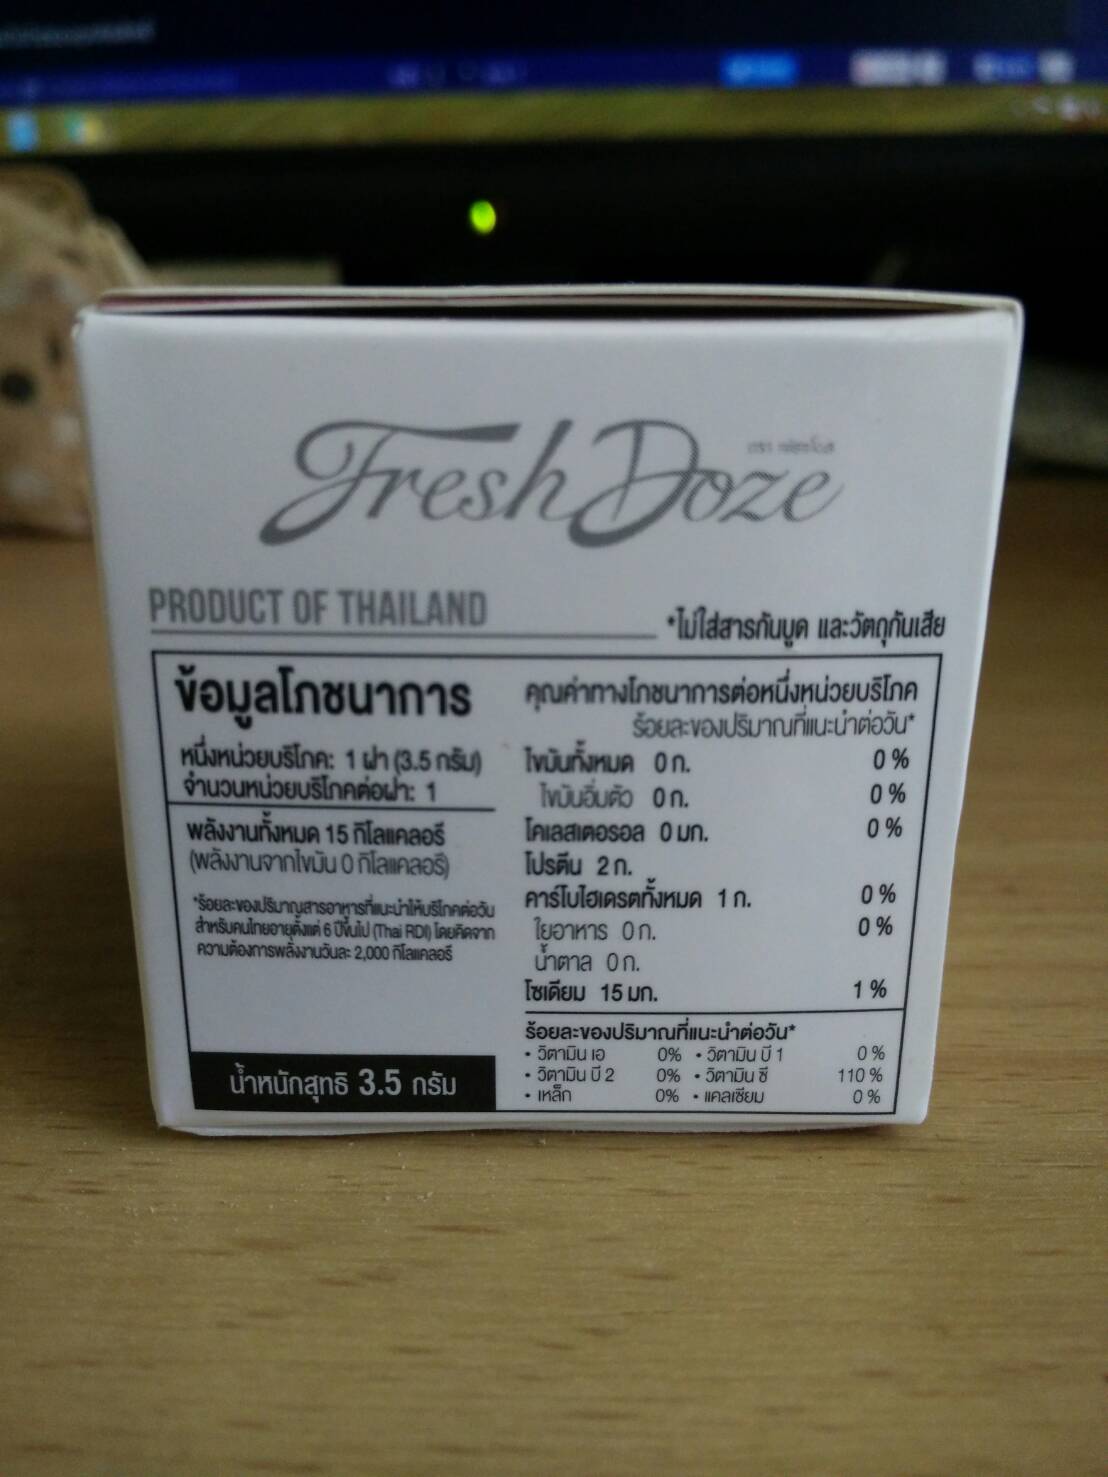 Fresh Doze
PRODUCT OF THAILAND
*ไม่ใส่สารกันบูด และวัตถุกันเสีย
ข้อมูลโภชนาการ
หนึ่งหน่วยบริโภค: 1 ฝา (3.5 กรัม)
จำนวนหน่วยบริโภคต่อฝา: 1
พลังงานทั้งหมด 15 กิโลแคลอรี
(พลังงานจากไขมัน 0 กิโลแคลอรี)
*ร้อยละของปริมาณสารอาหารที่แนะนำให้บริโภคต่อวัน
สำหรับคนไทยอายุตั้งแต่ 6 ปีขึ้นไป (Thai RDI) โดยคิดจาก
ความต้องการพลังงานวันละ 2,000 กิโลแคลอรี
น้ำหนักสุทธิ 3.5 กรัม
คุณค่าทางโภชนาการต่อหนึ่งหน่วยบริโภค
ร้อยละของปริมาณที่แนะนำต่อวัน*
ไขมันทั้งหมด 0 ก. 0 %
ไขมันอิ่มตัว 0 ก. 0 %
โคเลสเตอรอล 0 มก. 0 %
โปรตีน 2 ก.
คาร์โบไฮเดรตทั้งหมด 1 ก. 0 %
ใยอาหาร 0 ก. 0 %
น้ำตาล 0 ก.
โซเดียม 15 มก. 1 %
ร้อยละของปริมาณที่แนะนำต่อวัน*
• วิตามิน เอ 0% • วิตามิน บี 1 0 %
• วิตามิน บี 2 0% • วิตามิน ซี 110 %
• เหล็ก 0% • แคลเซียม 0 %